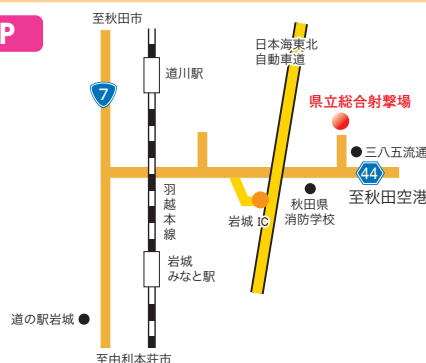 P
至秋田市
日本海東北
自動車道
道川駅
7
県立総合射撃場
三八五流通
44
至秋田空港
羽越本線
岩城 IC
秋田県
消防学校
岩城
みなと駅
道の駅岩城
至由利本荘市